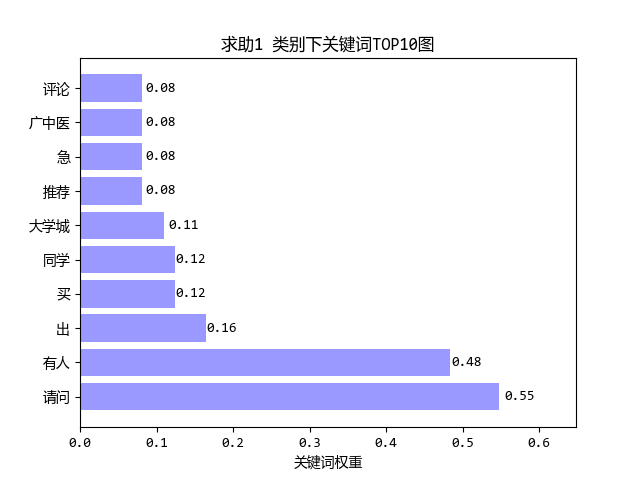 求助1 类别下关键词TOP10图
评论 0.08
广中医 0.08
急 0.08
推荐 0.08
大学城 0.11
同学 0.12
买 0.12
出 0.16
有人 0.48
请问 0.55
0.0 0.1 0.2 0.3 0.4 0.5 0.6
关键词权重